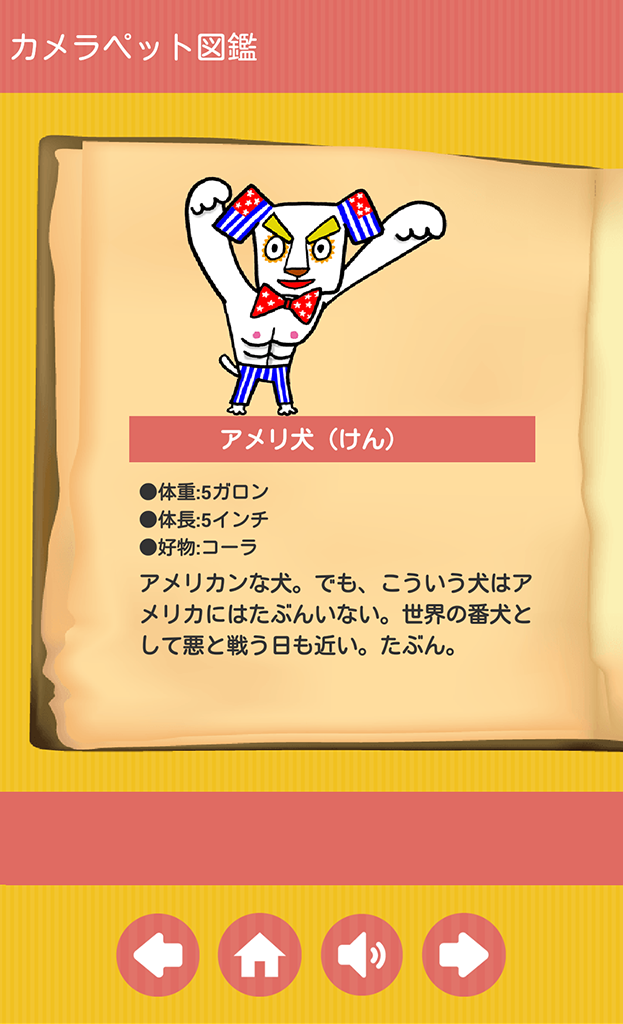 カメラペット図鑑
アメリ犬（けん）
●体重:5ガロン
●体長:5インチ
●好物:コーラ
アメリカンな犬。でも、こういう犬はア
メリカにはたぶんいない。世界の番犬と
して悪と戦う日も近い。たぶん。